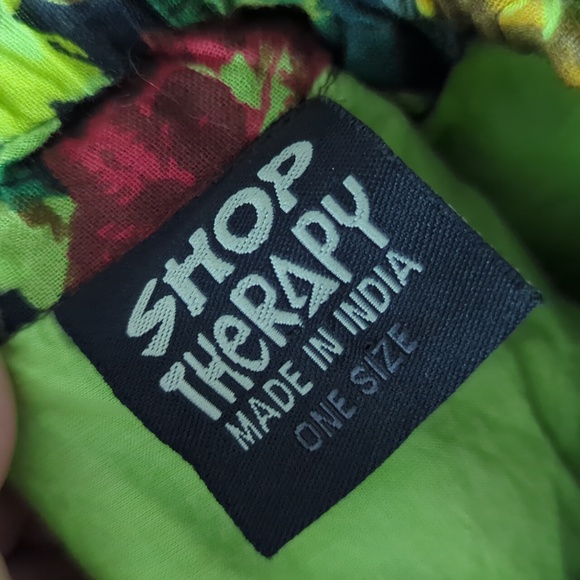 SHOP
THERAPY
MADE IN INDIA
ONE SIZE